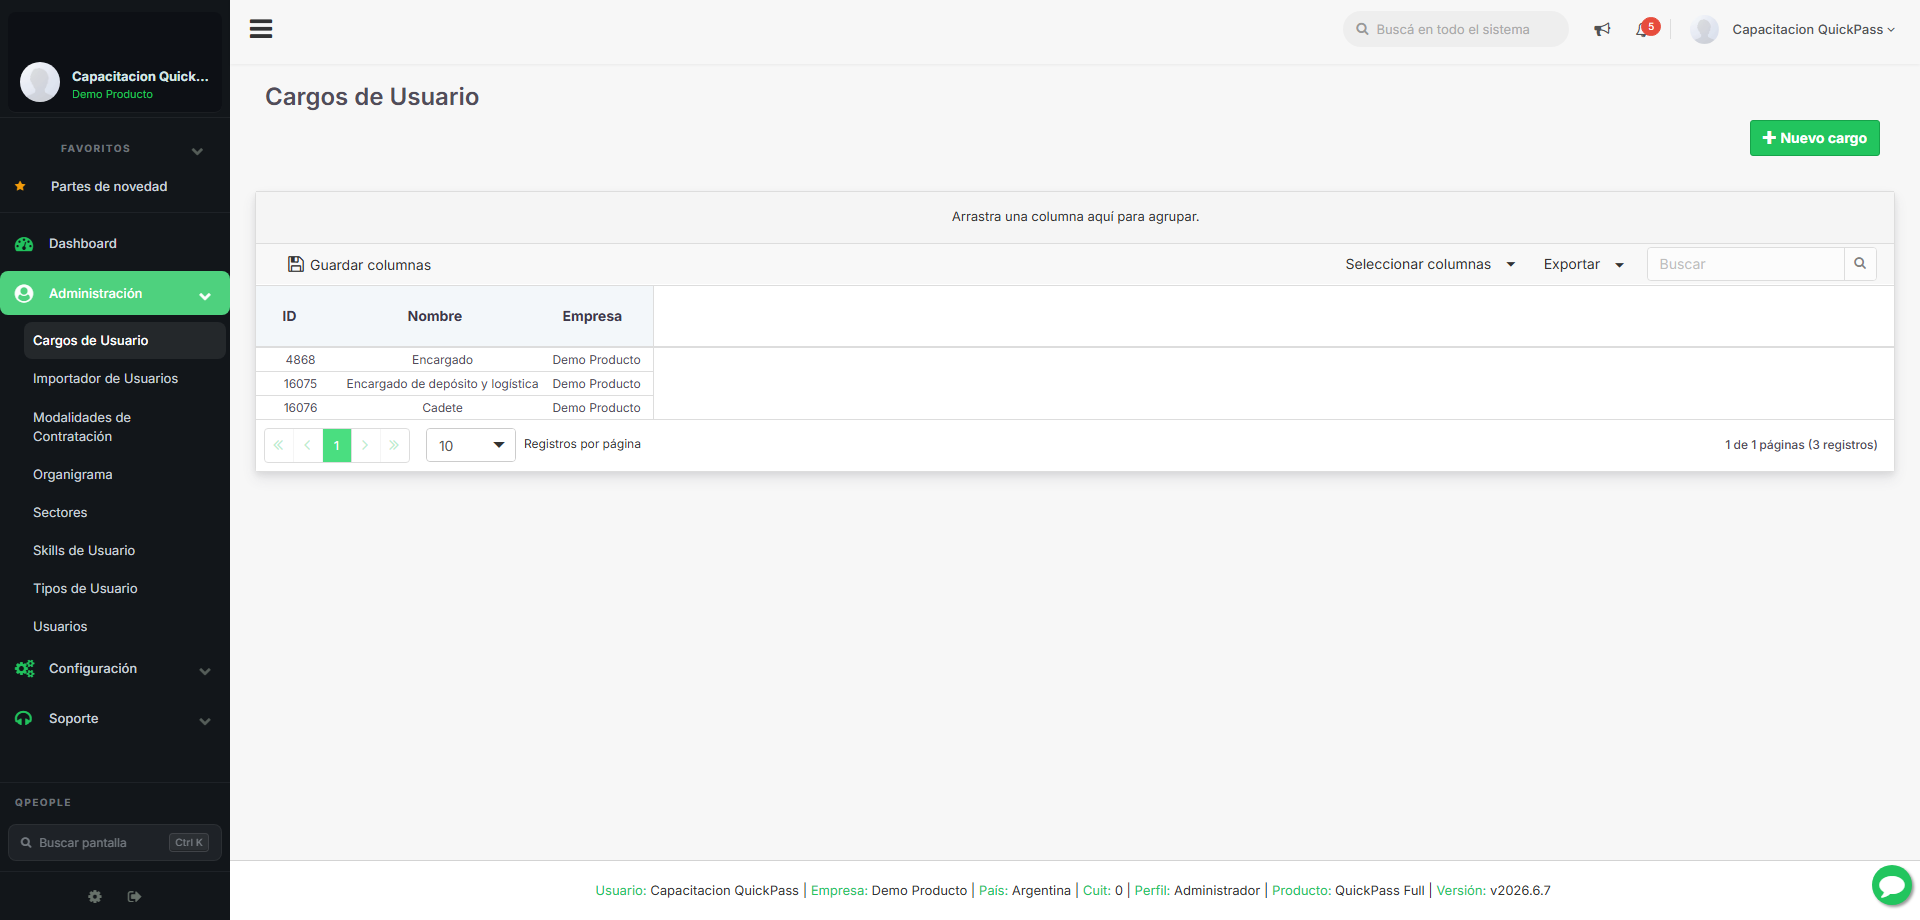 Capacitacion Quick...
Demo Producto
FAVORITOS
Partes de novedad
Dashboard
Administración
Cargos de Usuario
Importador de Usuarios
Modalidades de
Contratación
Organigrama
Sectores
Skills de Usuario
Tipos de Usuario
Usuarios
Configuración
Soporte
QPEOPLE
Buscar pantalla Ctrl K
Buscá en todo el sistema 5 Capacitacion QuickPass
Cargos de Usuario
Nuevo cargo
Arrastra una columna aquí para agrupar.
Guardar columnas Seleccionar columnas Exportar Buscar
ID Nombre Empresa
4868 Encargado Demo Producto
16075 Encargado de depósito y logística Demo Producto
16076 Cadete Demo Producto
« ‹ 1 › » 10 Registros por página 1 de 1 páginas (3 registros)
Usuario: Capacitacion QuickPass | Empresa: Demo Producto | País: Argentina | Cuit: 0 | Perfil: Administrador | Producto: QuickPass Full | Versión: v2026.6.7